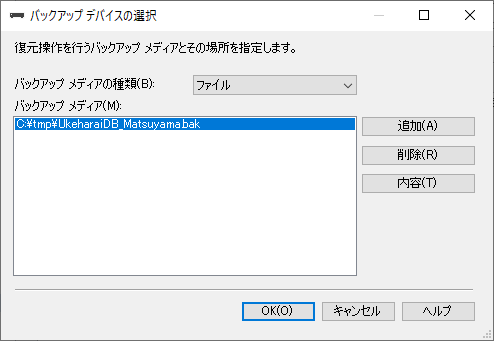 バックアップ デバイスの選択
復元操作を行うバックアップ メディアとその場所を指定します。
バックアップ メディアの種類(B):
ファイル
バックアップ メディア(M):
C:¥tmp¥UkeharaiDB_Matsuyama.bak
追加(A)
削除(R)
内容(T)
OK(O)
キャンセル
ヘルプ